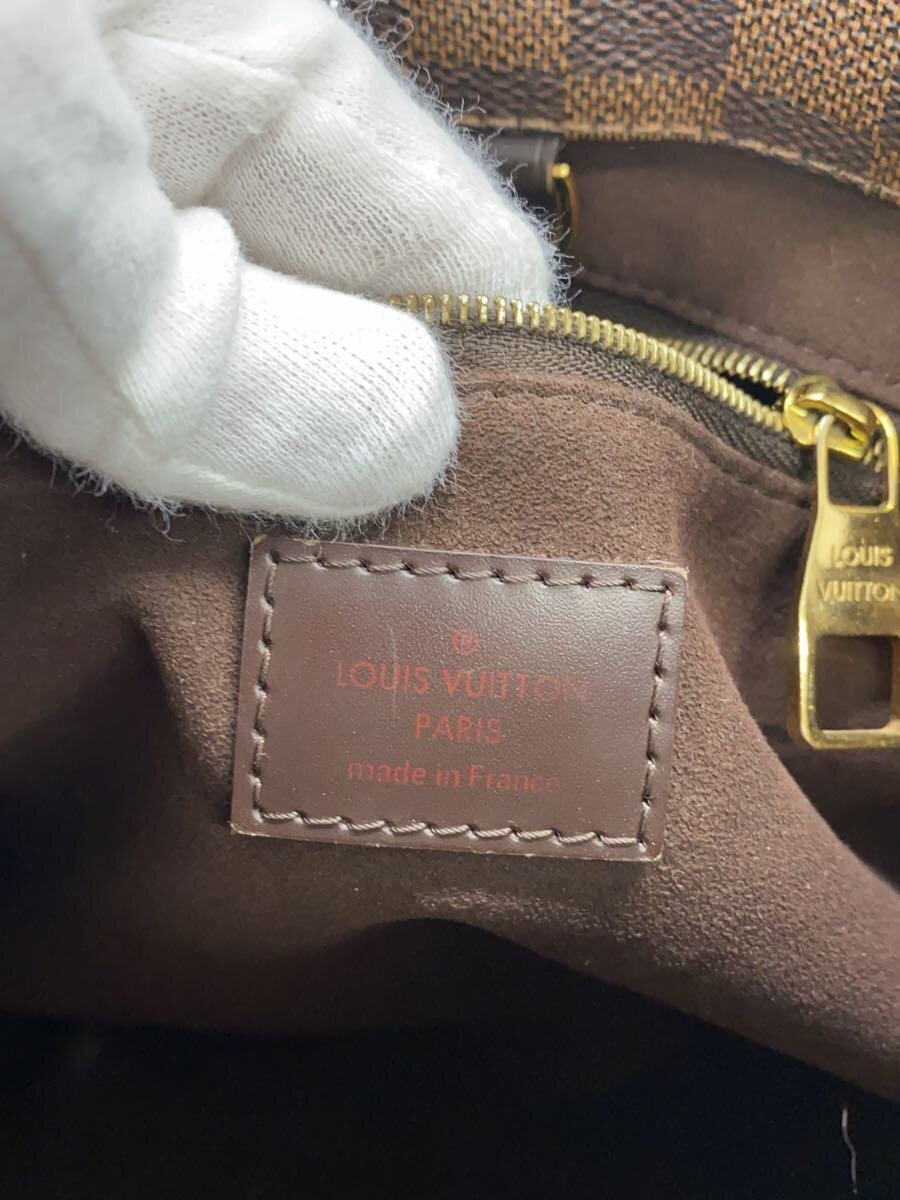 ®
LOUIS VUITTON
PARIS
made in France
LOUIS
VUITTON